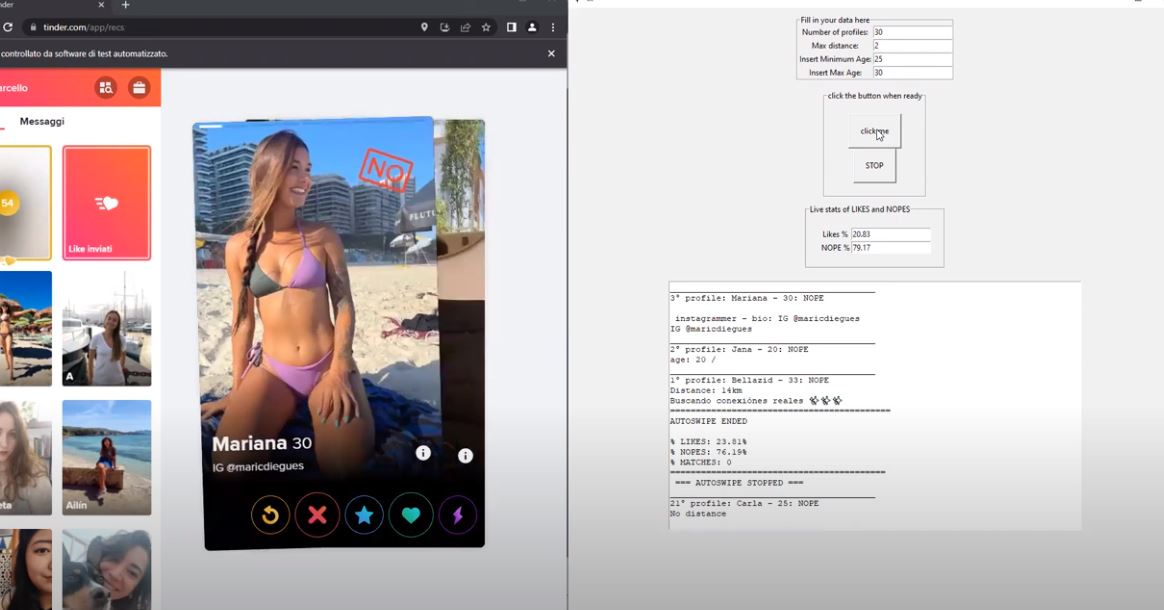 nder
tinder.com/app/recs
controllato da software di test automatizzato.
arcello
Messaggi
54
Like inviati
A
eta
Ailín
NO
FLUT
Mariana 30
IG @maricdiegues
Fill in your data here
Number of profiles: 30
Max distance: 2
Insert Minimum Age: 25
Insert Max Age: 30
click the button when ready
click me
STOP
Live stats of LIKES and NOPES
Likes % 20.83
NOPE % 79.17
3° profile: Mariana - 30: NOPE
instagrammer - bio: IG @maricdiegues
IG @maricdiegues
2° profile: Jana - 20: NOPE
age: 20 /
1° profile: Bellazid - 33: NOPE
Distance: 14km
Buscando conexiónes reales
AUTOSWIPE ENDED
% LIKES: 23.81%
% NOPES: 76.19%
% MATCHES: 0
=== AUTOSWIPE STOPPED ===
21° profile: Carla - 25: NOPE
No distance